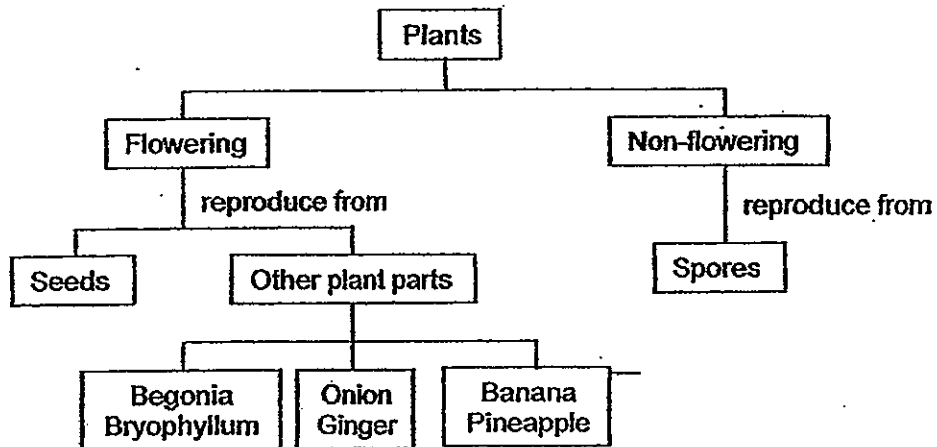 Plants
Flowering
Non-flowering
reproduce from
reproduce from
Seeds
Other plant parts
Spores
Begonia
Bryophyllum
Onion
Ginger
Banana
Pineapple